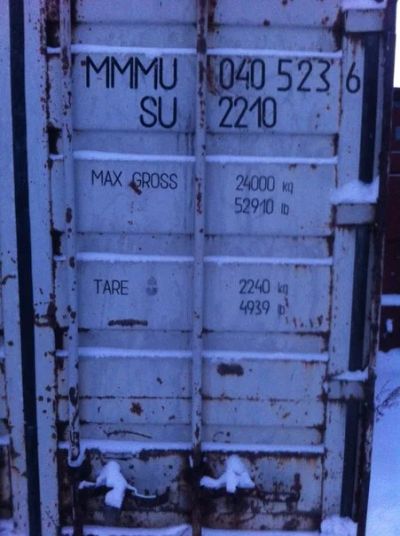 MMMU 040 523 6
SU 2210
MAX GROSS 24000 kg
52910 lb
TARE 2240 kg
4939 lb